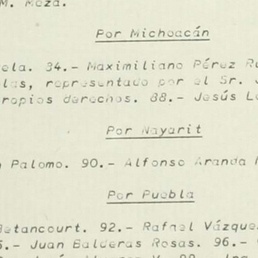 M. Meza.
Por Michoacán
ela. 34.- Maximiliano Pérez
las, representado por el Sr.
ropios derechos. 88.- Jesús
Por Nayarit
Palomo. 90.- Alfonso Aranda
Por Puebla
Betancourt. 92.- Rafael Vázque
.- Juan Balderas Rosas. 96.-